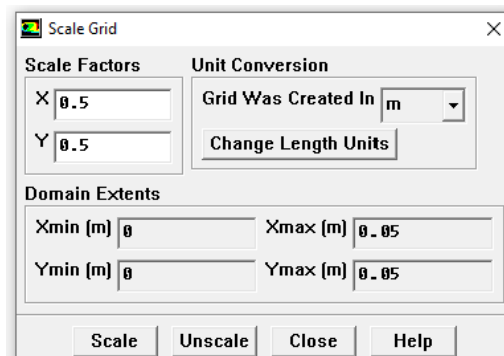 Scale Grid
Scale Factors
X 0.5
Y 0.5
Unit Conversion
Grid Was Created In m
Change Length Units
Domain Extents
Xmin (m) 0 Xmax (m) 0.05
Ymin (m) 0 Ymax (m) 0.05
Scale Unscale Close Help